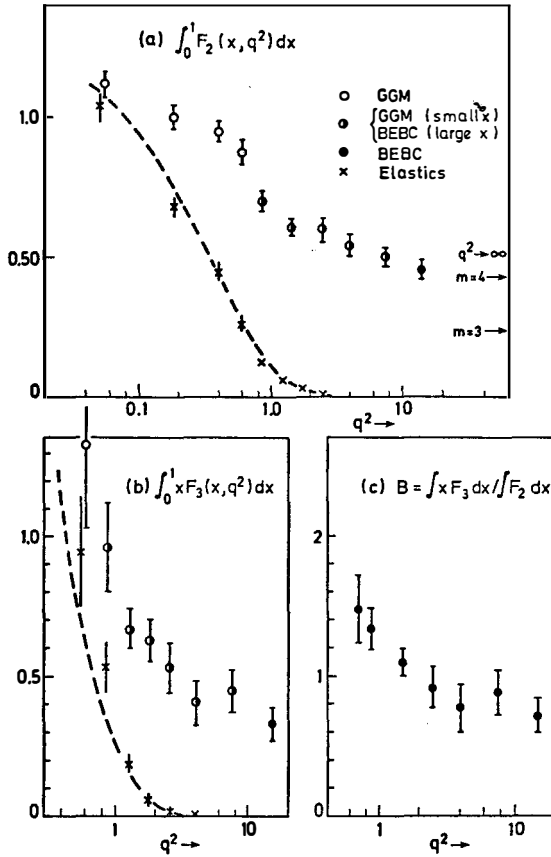 (a) ∫₀¹F₂(x,q²)dx
GGM
GGM (small x)
BEBC (large x)
BEBC
Elastics
1.0
0.50
0
q²→∞
m=4
m=3
0.1 1.0 10
q²→
(b) ∫₀¹xF₃(x,q²)dx
1.0
0.5
0
1 10
q²→
(c) B=∫xF₃dx/∫F₂dx
2
1
0
1 10
q²→